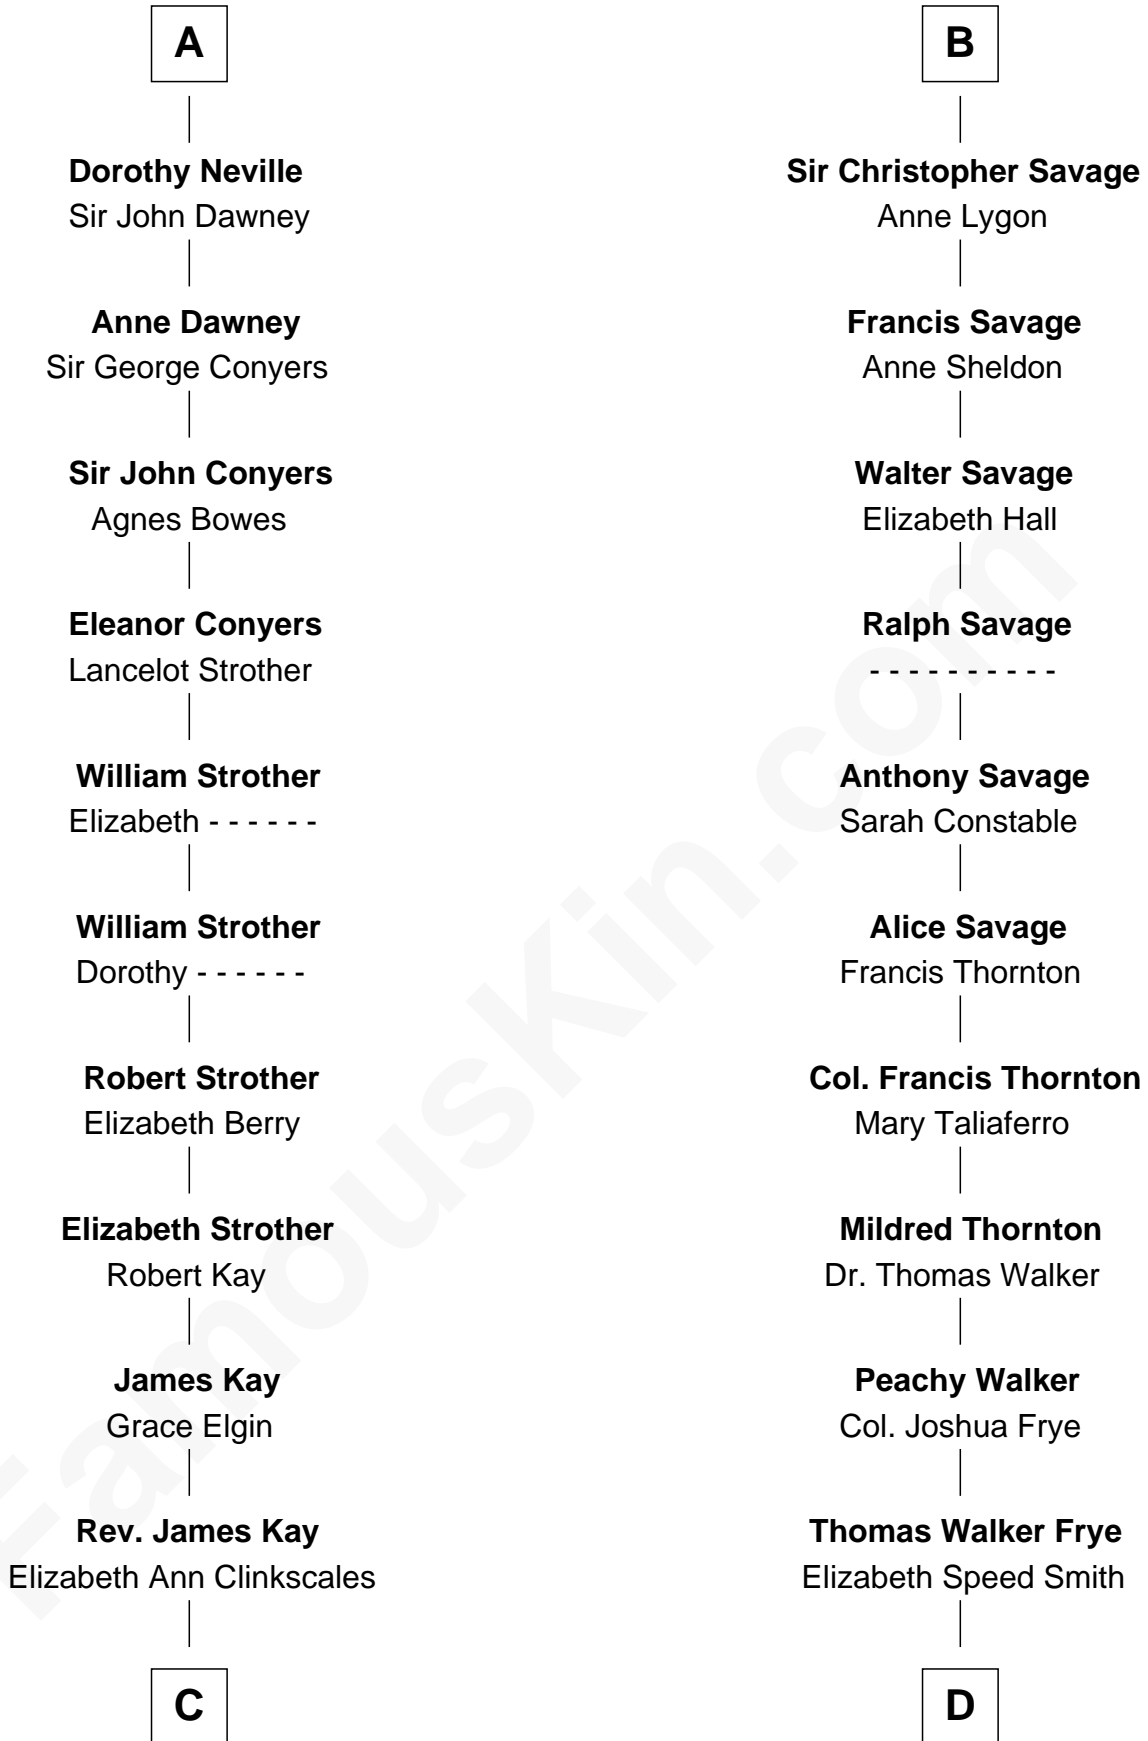 A
Dorothy Neville
Sir John Dawney
Anne Dawney
Sir George Conyers
Sir John Conyers
Agnes Bowes
Eleanor Conyers
Lancelot Strother
William Strother
Elizabeth - - - - - -
William Strother
Dorothy - - - - - -
Robert Strother
Elizabeth Berry
Elizabeth Strother
Robert Kay
James Kay
Grace Elgin
Rev. James Kay
Elizabeth Ann Clinkscales
C
B
Sir Christopher Savage
Anne Lygon
Francis Savage
Anne Sheldon
Walter Savage
Elizabeth Hall
Ralph Savage
- - - - - - - - - -
Anthony Savage
Sarah Constable
Alice Savage
Francis Thornton
Col. Francis Thornton
Mary Taliaferro
Mildred Thornton
Dr. Thomas Walker
Peachy Walker
Col. Joshua Frye
Thomas Walker Frye
Elizabeth Speed Smith
D
FamousKin.com